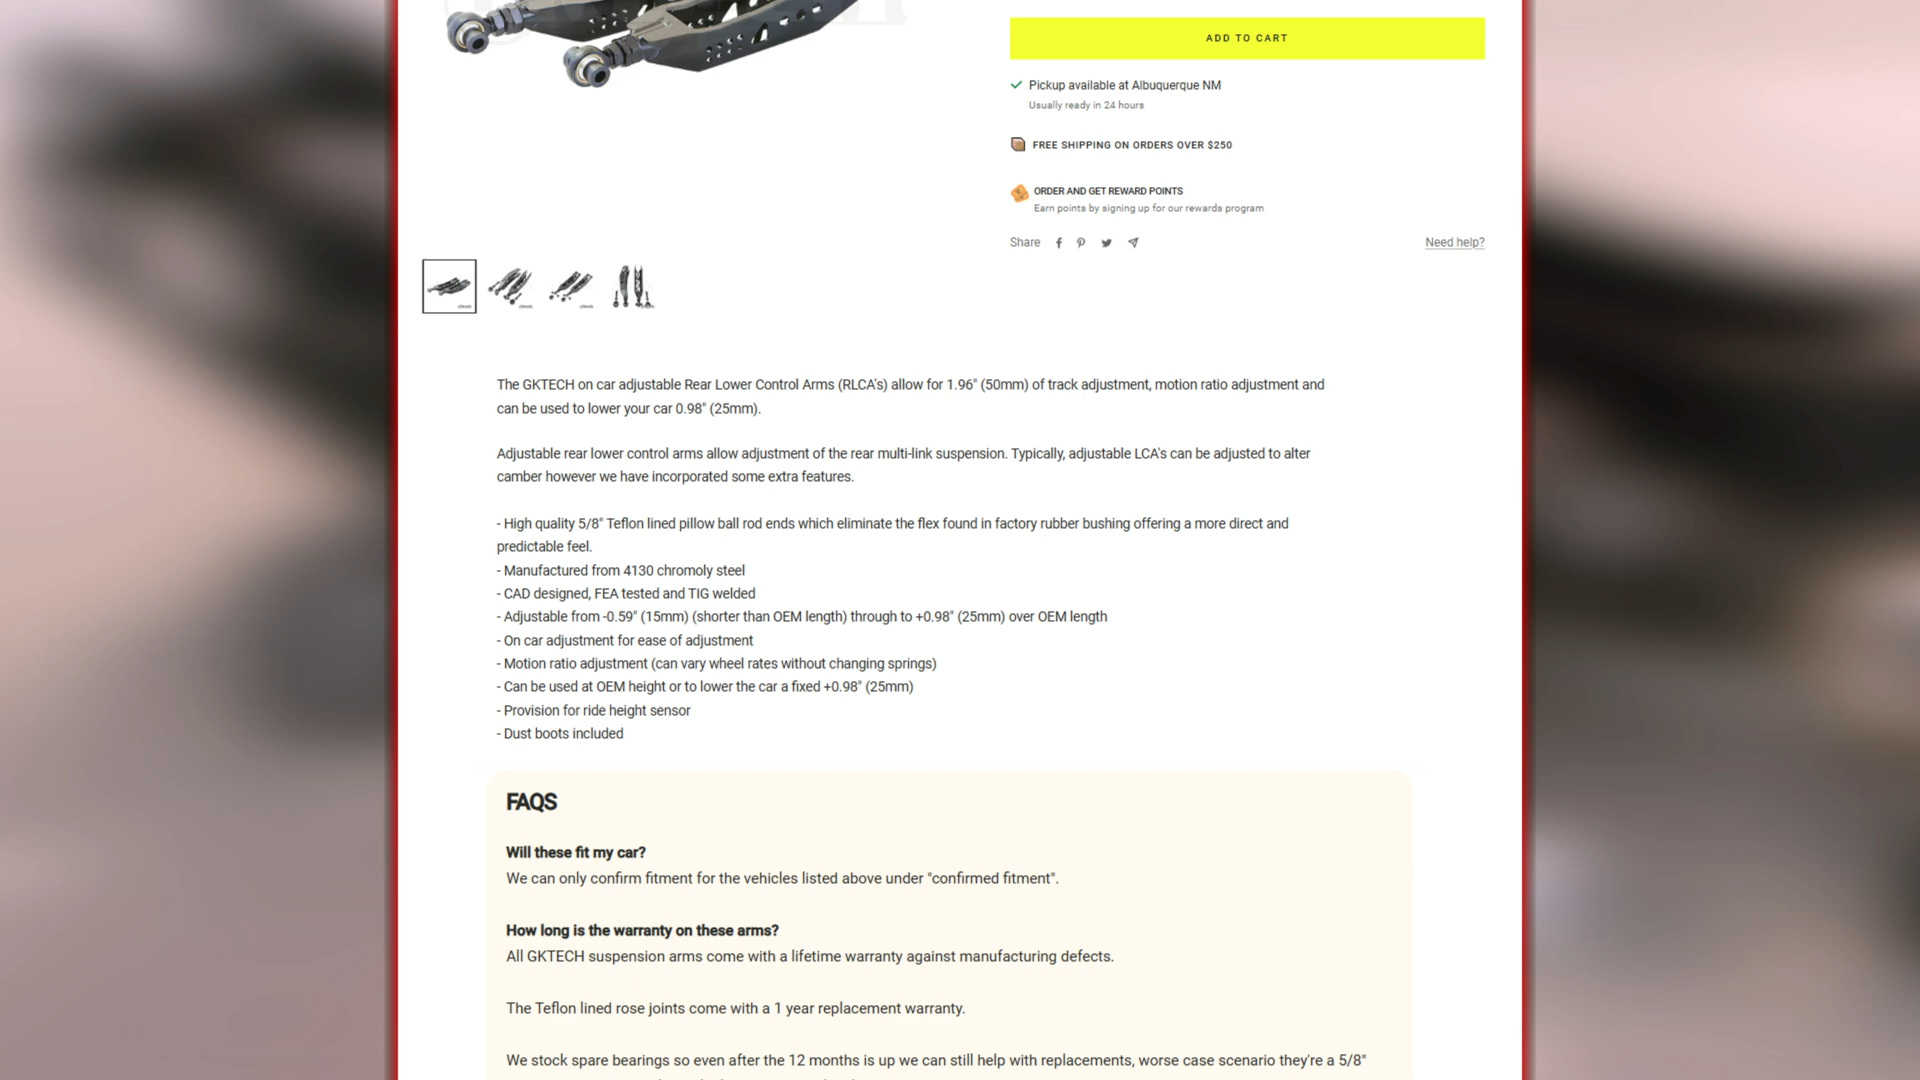 ADD TO CART
Pickup available at Albuquerque NM
Usually ready in 24 hours
FREE SHIPPING ON ORDERS OVER $250
ORDER AND GET REWARD POINTS
Earn points by signing up for our rewards program
Share
Need help?
The GKTECH on car adjustable Rear Lower Control Arms (RLCA's) allow for 1.96" (50mm) of track adjustment, motion ratio adjustment and
can be used to lower your car 0.98" (25mm).
Adjustable rear lower control arms allow adjustment of the rear multi-link suspension. Typically, adjustable LCA's can be adjusted to alter
camber however we have incorporated some extra features.
- High quality 5/8" Teflon lined pillow ball rod ends which eliminate the flex found in factory rubber bushing offering a more direct and
predictable feel.
- Manufactured from 4130 chromoly steel
- CAD designed, FEA tested and TIG welded
- Adjustable from -0.59" (15mm) (shorter than OEM length) through to +0.98" (25mm) over OEM length
- On car adjustment for ease of adjustment
- Motion ratio adjustment (can vary wheel rates without changing springs)
- Can be used at OEM height or to lower the car a fixed +0.98" (25mm)
- Provision for ride height sensor
- Dust boots included
FAQS
Will these fit my car?
We can only confirm fitment for the vehicles listed above under "confirmed fitment".
How long is the warranty on these arms?
All GKTECH suspension arms come with a lifetime warranty against manufacturing defects.
The Teflon lined rose joints come with a 1 year replacement warranty.
We stock spare bearings so even after the 12 months is up we can still help with replacements, worse case scenario they're a 5/8"